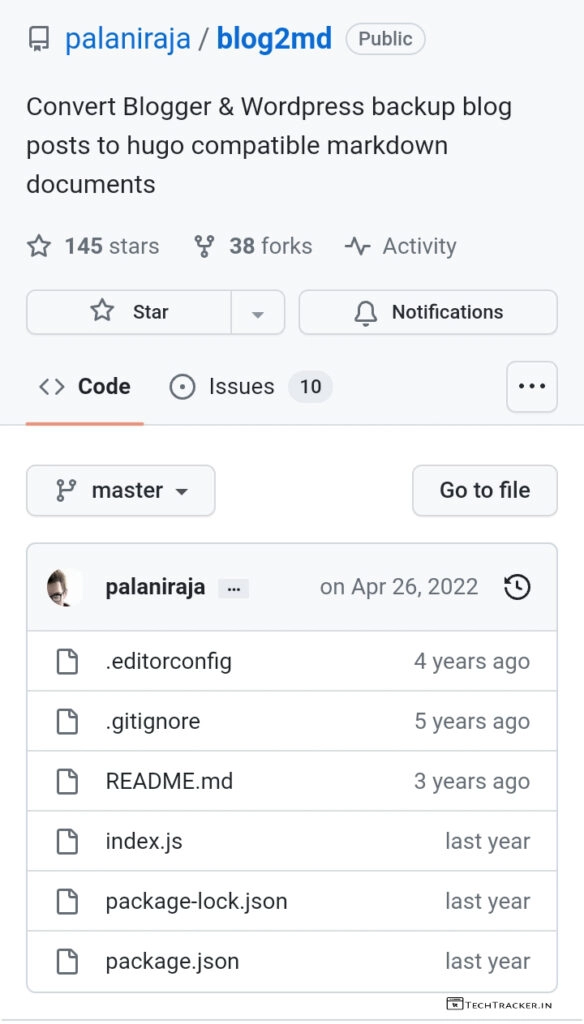 palaniraja / blog2md Public
Convert Blogger & Wordpress backup blog
posts to hugo compatible markdown
documents
145 stars 38 forks Activity
Star Notifications
Code Issues 10 ...
master Go to file
palaniraja ... on Apr 26, 2022
.editorconfig 4 years ago
.gitignore 5 years ago
README.md 3 years ago
index.js last year
package-lock.json last year
package.json last year
TECHTRACKER.IN